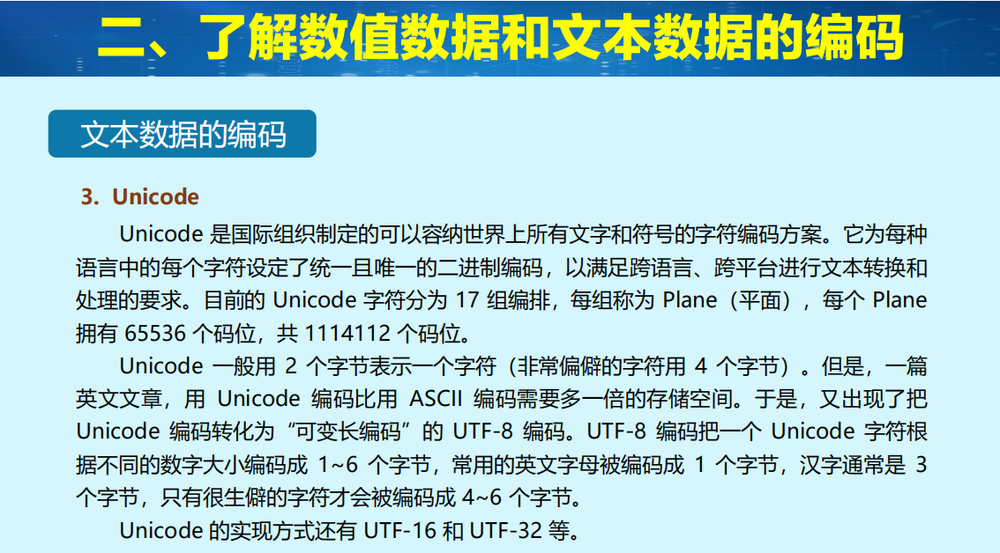 二、了解数值数据和文本数据的编码
文本数据的编码
3. Unicode
Unicode 是国际组织制定的可以容纳世界上所有文字和符号的字符编码方案。它为每种
语言中的每个字符设定了统一且唯一的二进制编码，以满足跨语言、跨平台进行文本转换和
处理的要求。目前的 Unicode 字符分为 17 组编排，每组称为 Plane（平面），每个 Plane
拥有 65536 个码位，共 1114112 个码位。
Unicode 一般用 2 个字节表示一个字符（非常偏僻的字符用 4 个字节）。但是，一篇
英文文章，用 Unicode 编码比用 ASCII 编码需要多一倍的存储空间。于是，又出现了把
Unicode 编码转化为“可变长编码”的 UTF-8 编码。UTF-8 编码把一个 Unicode 字符根
据不同的数字大小编码成 1~6 个字节，常用的英文字母被编码成 1 个字节，汉字通常是 3
个字节，只有很生僻的字符才会被编码成 4~6 个字节。
Unicode 的实现方式还有 UTF-16 和 UTF-32 等。